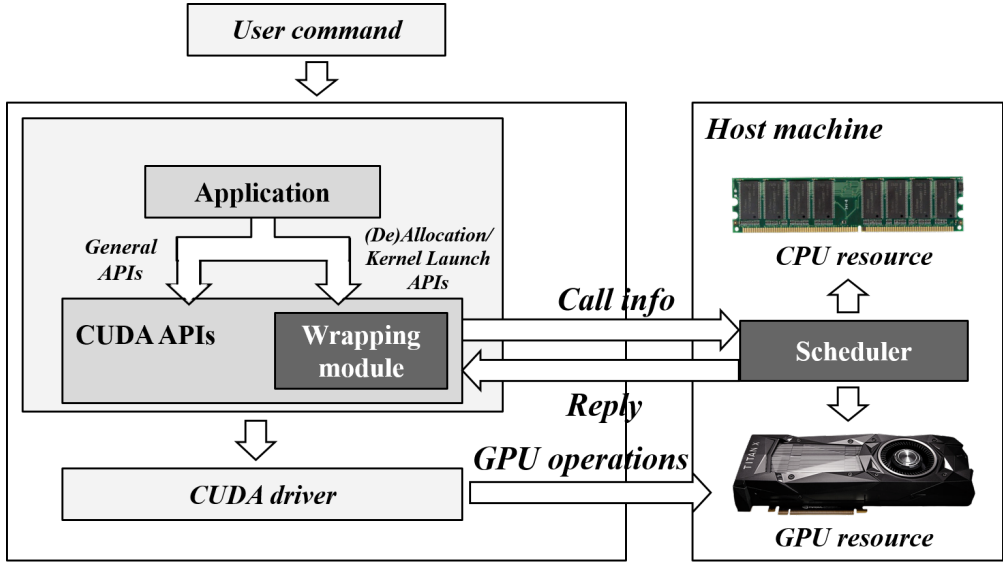 User command
Host machine
Application
General
APIs
(De)Allocation/
Kernel Launch
APIs
CPU resource
Call info
CUDA APIs
Wrapping
module
Scheduler
Reply
GPU operations
TITAN X
CUDA driver
GPU resource